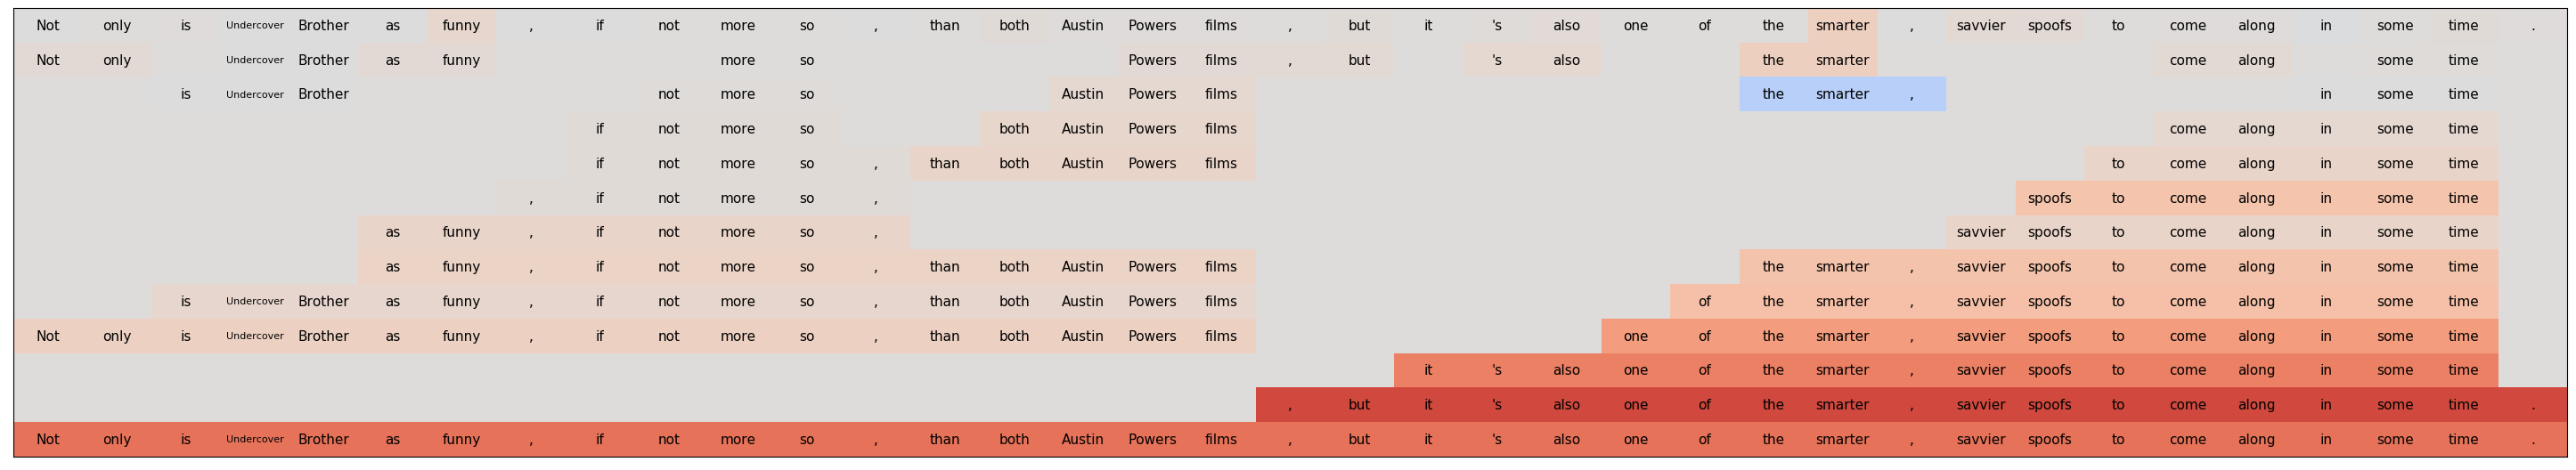 Not only is Undercover Brother as funny , if not more so , than both Austin Powers films , but it 's also one of the smarter , savvier spoofs to come along in some time .
Not only Undercover Brother as funny more so Powers films , but 's also the smarter come along some time
is Undercover Brother not more so Austin Powers films the smarter , in some time
if not more so both Austin Powers films come along in some time
if not more so , than both Austin Powers films to come along in some time
, if not more so , spoofs to come along in some time
as funny , if not more so , savvier spoofs to come along in some time
as funny , if not more so , than both Austin Powers films the smarter , savvier spoofs to come along in some time
is Undercover Brother as funny , if not more so , than both Austin Powers films of the smarter , savvier spoofs to come along in some time
Not only is Undercover Brother as funny , if not more so , than both Austin Powers films one of the smarter , savvier spoofs to come along in some time
it 's also one of the smarter , savvier spoofs to come along in some time
, but it 's also one of the smarter , savvier spoofs to come along in some time .
Not only is Undercover Brother as funny , if not more so , than both Austin Powers films , but it 's also one of the smarter , savvier spoofs to come along in some time .